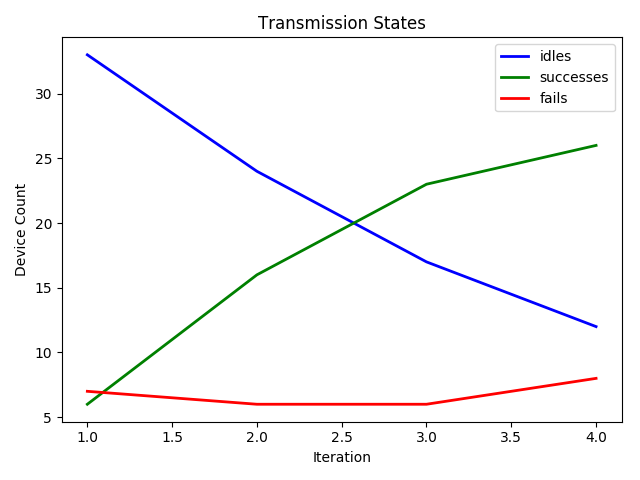 Transmission States
idles
successes
fails
Device Count
30
25
20
15
10
5
1.0 1.5 2.0 2.5 3.0 3.5 4.0
Iteration